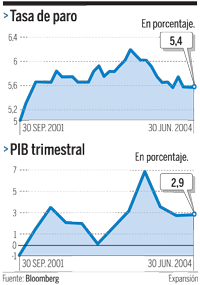 > Tasa de paro
En porcentaje.
6,4
5,4
6
5,6
5,2
5
30 SEP. 2001 30 JUN. 2004
> PIB trimestral
En porcentaje.
7
2,9
5
3
1
0
-1
30 SEP. 2001 30 JUN. 2004
Fuente: Bloomberg Expansión